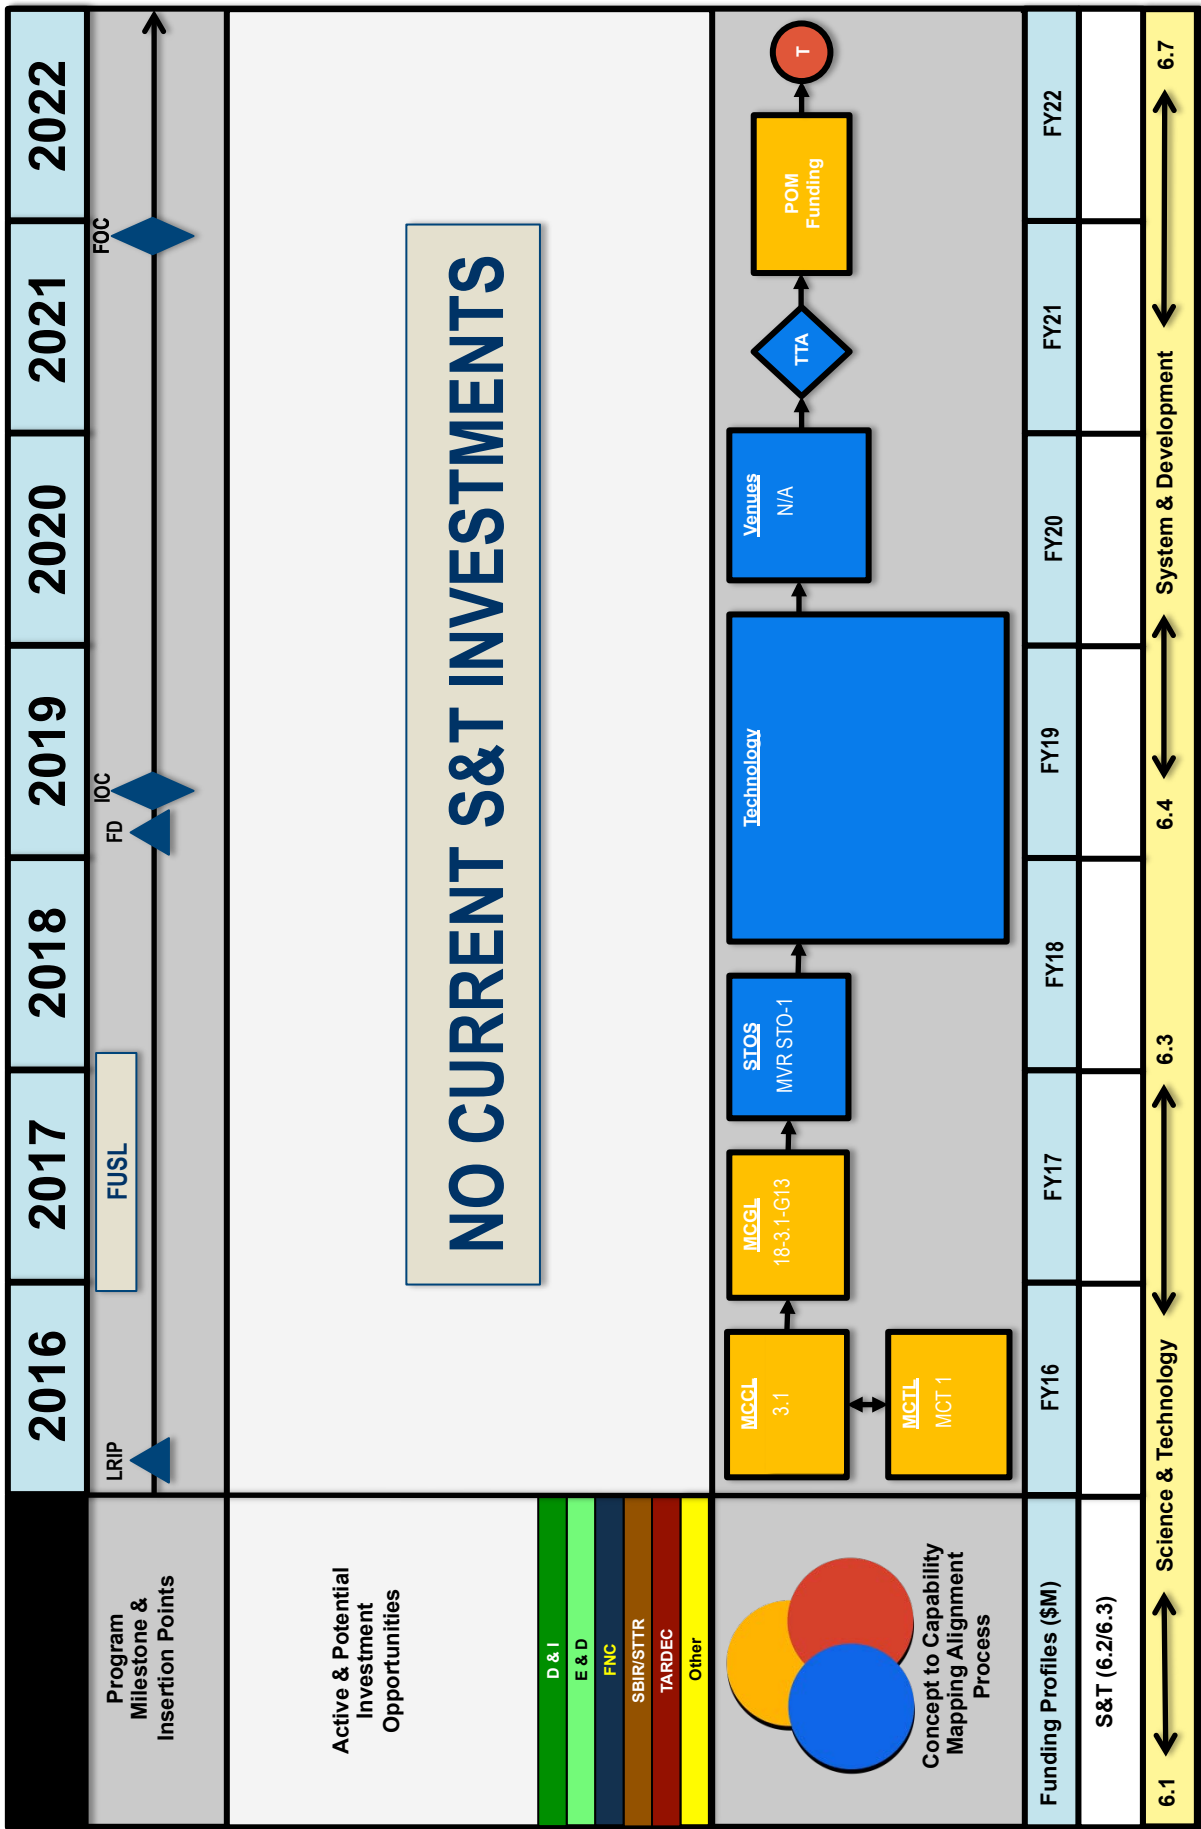 2016
2017
2018
2019
2020
2021
2022
Program
Milestone &
Insertion Points
LRIP
FUSL
FD
IOC
FOC
Active & Potential
Investment
Opportunities
NO CURRENT S&T INVESTMENTS
D & I
E & D
FNC
SBIR/STTR
TARDEC
Other
Concept to Capability
Mapping Alignment
Process
MCCL
3.1
MCTL
MCT 1
MCGL
18-3.1-G13
STOS
MVR STO-1
Technology
Venues
N/A
TTA
POM
Funding
T
Funding Profiles ($M)
FY16
FY17
FY18
FY19
FY20
FY21
FY22
S&T (6.2/6.3)
6.1
Science & Technology
6.3
6.4
System & Development
6.7